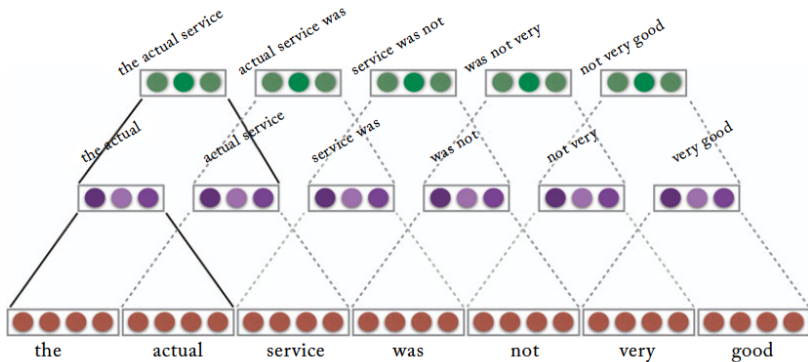 the actual service
actual service was
service was not
was not very
not very good
the actual
actual service
service was
was not
not very
very good
the
actual
service
was
not
very
good